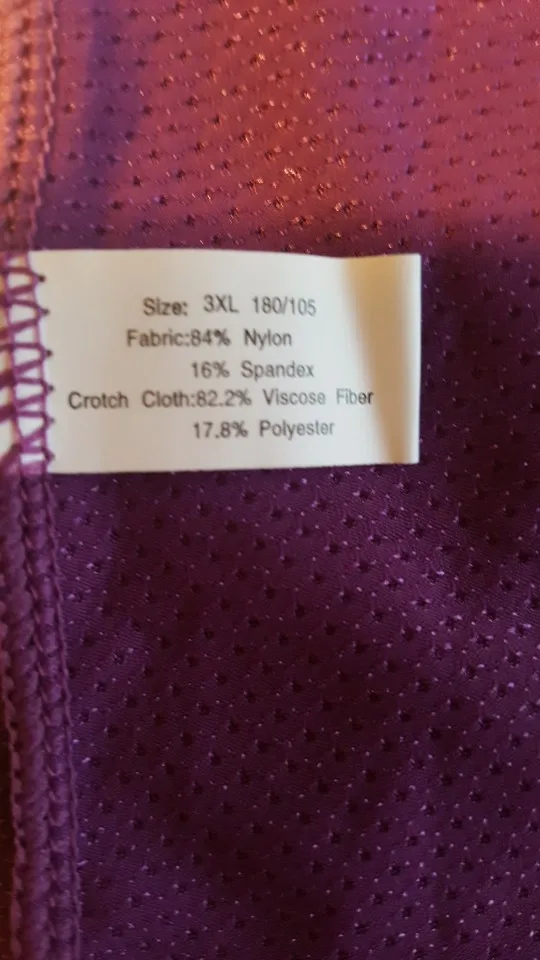 Size: 3XL 180/105
Fabric:84% Nylon
16% Spandex
Crotch Cloth:82.2% Viscose Fiber
17.8% Polyester